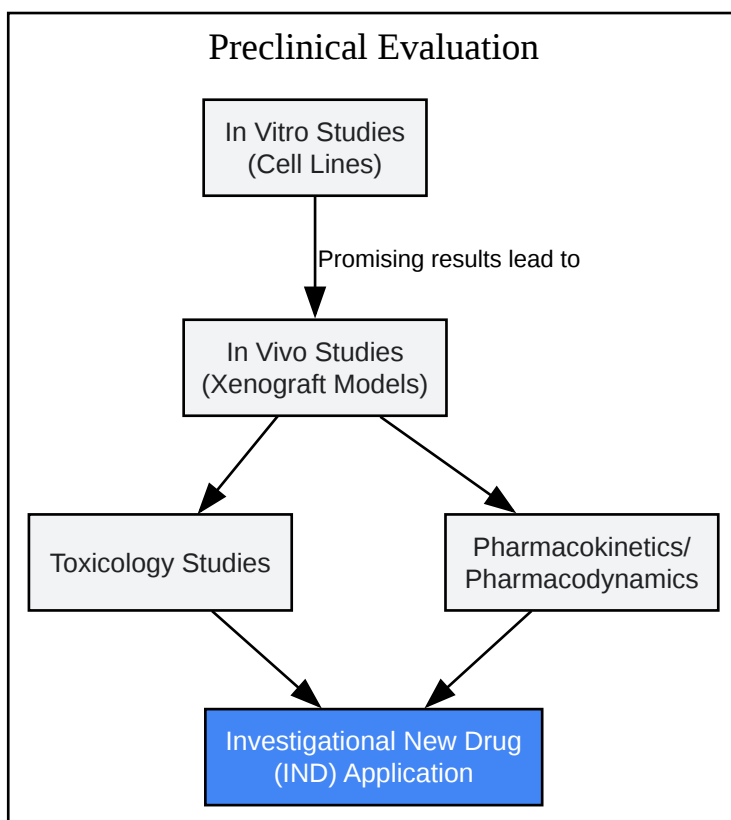 Preclinical Evaluation
In Vitro Studies
(Cell Lines)
Promising results lead to
In Vivo Studies
(Xenograft Models)
Toxicology Studies
Pharmacokinetics/
Pharmacodynamics
Investigational New Drug
(IND) Application